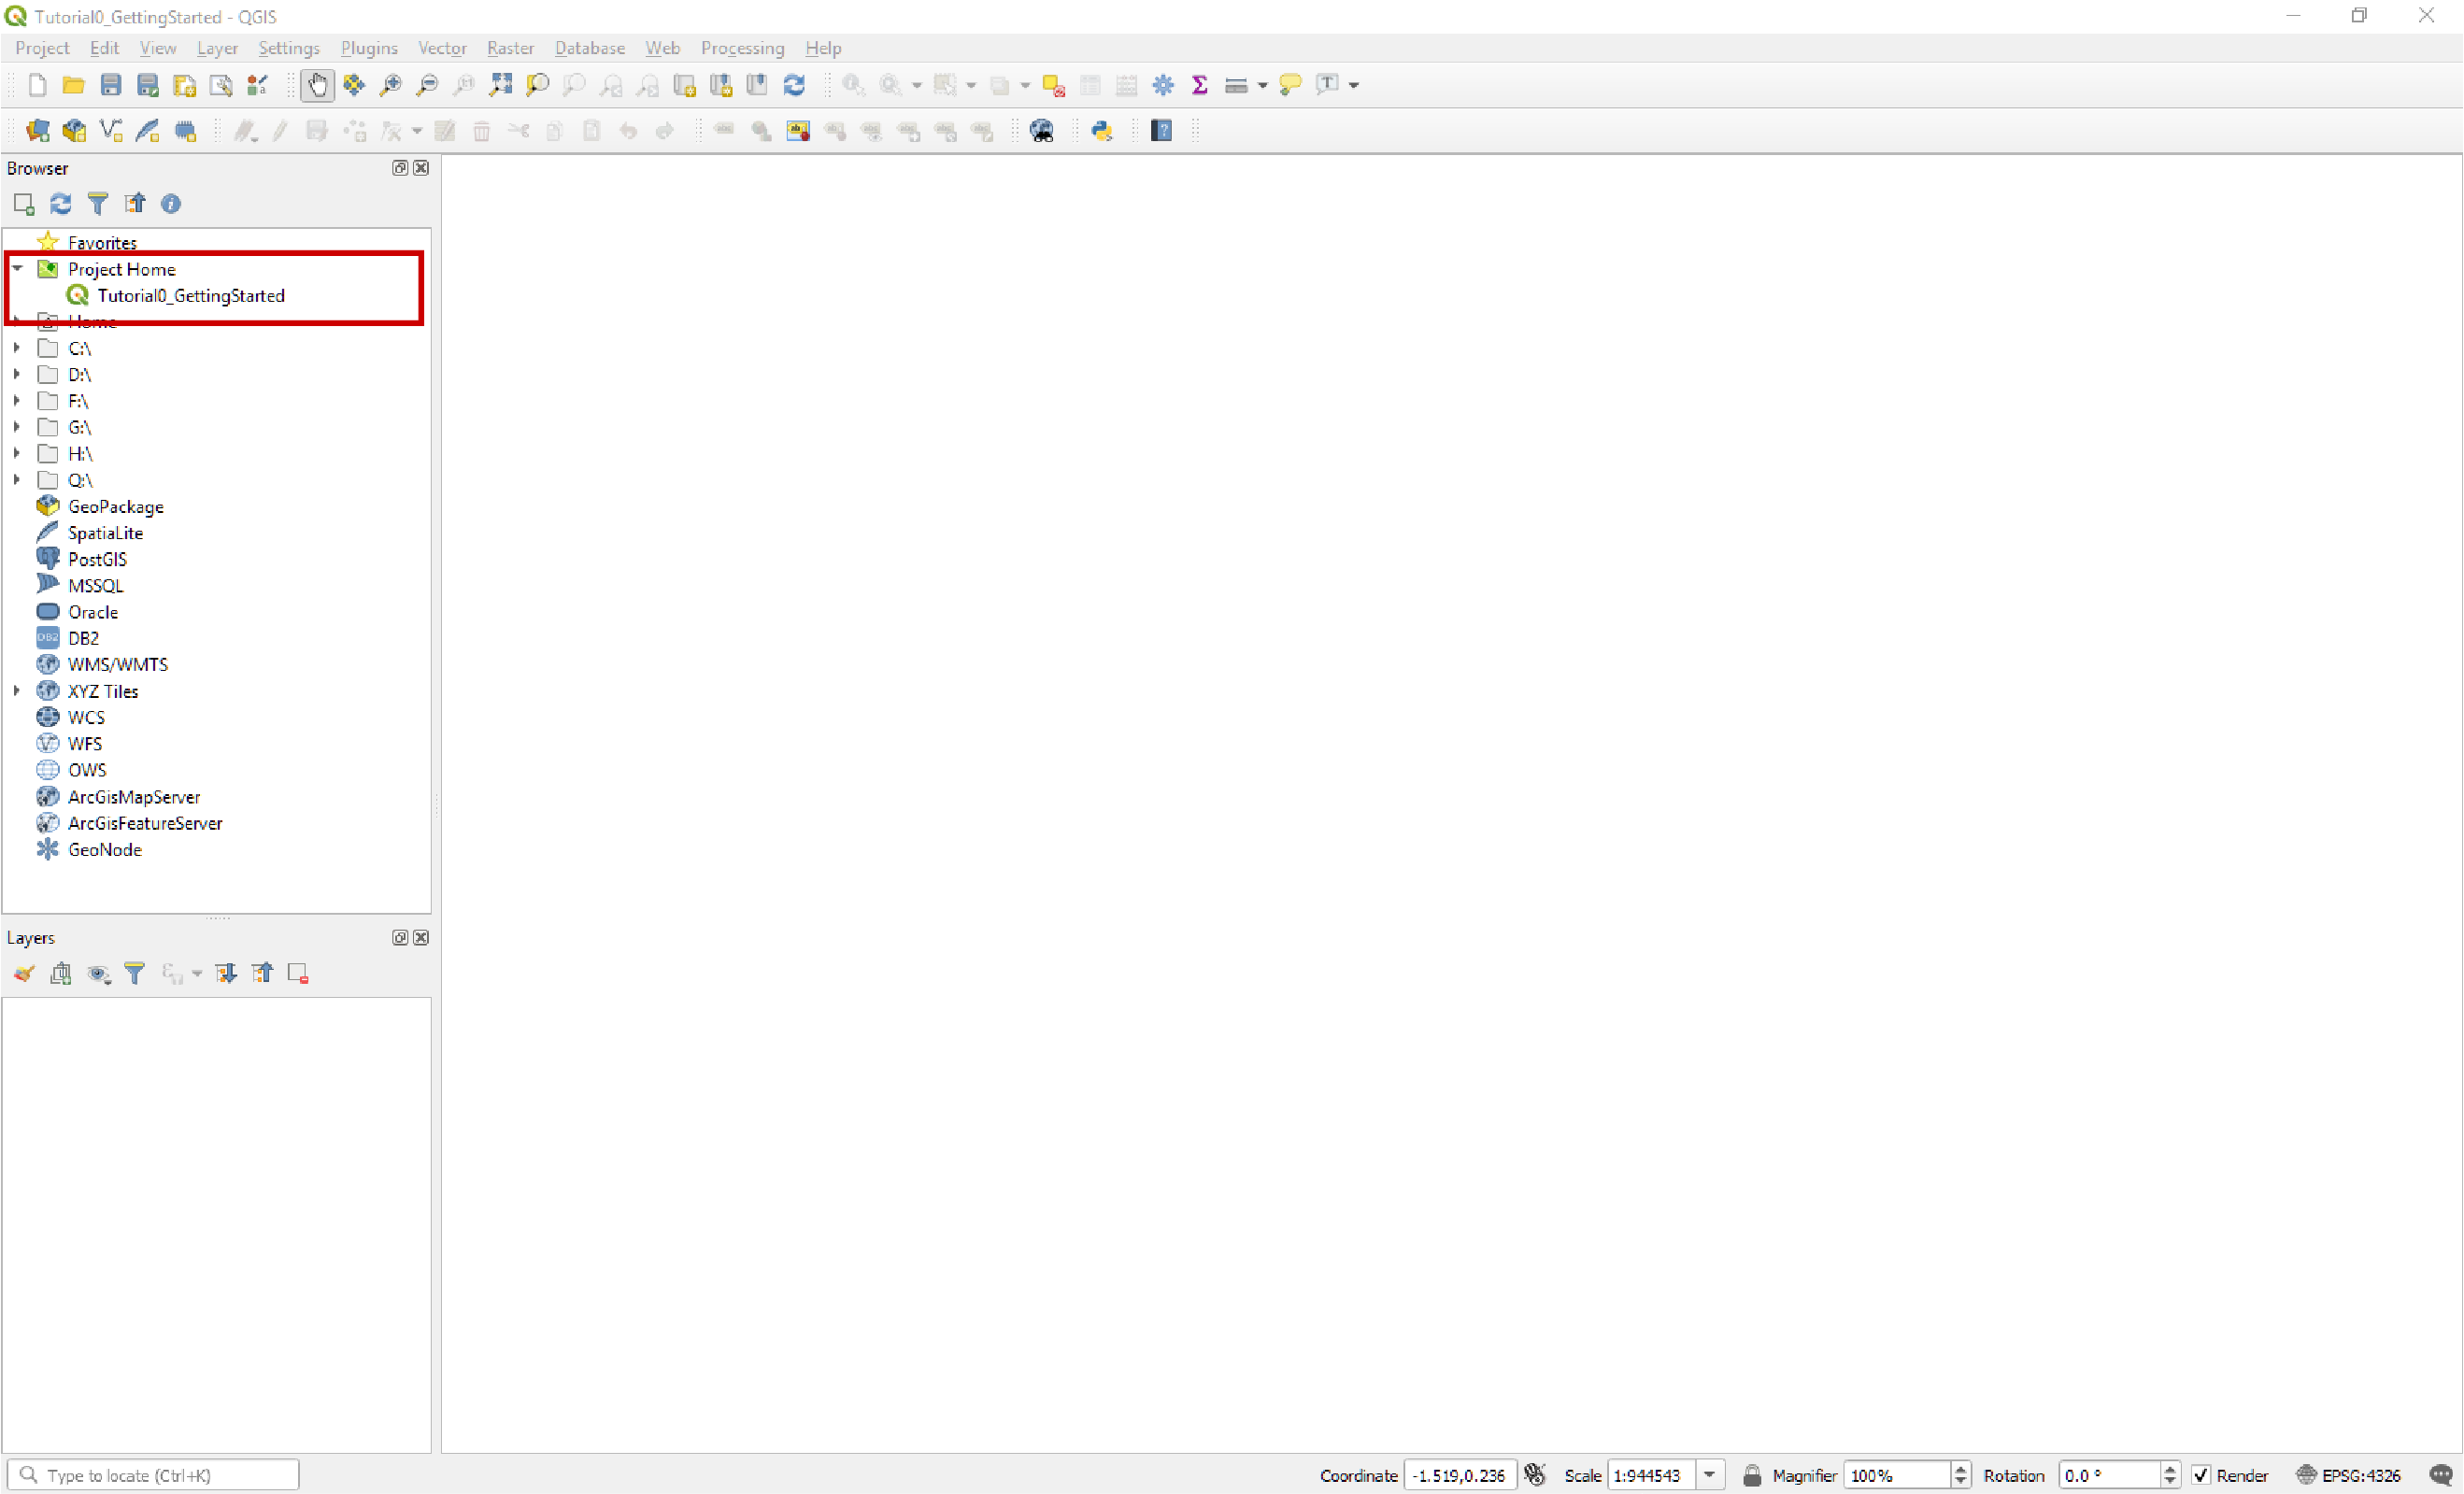 Tutorial0_GettingStarted - QGIS
Project Edit View Layer Settings Plugins Vector Raster Database Web Processing Help
Browser
Favorites
Project Home
Tutorial0_GettingStarted
Home
C:\
D:\
F:\
G:\
H:\
Q:\
GeoPackage
SpatiaLite
PostGIS
MSSQL
Oracle
DB2 DB2
WMS/WMTS
XYZ Tiles
WCS
WFS
OWS
ArcGisMapServer
ArcGisFeatureServer
GeoNode
Layers
Type to locate (Ctrl+K) Coordinate -1.519,0.236 Scale 1:944543 Magnifier 100% Rotation 0.0 ° Render EPSG:4326